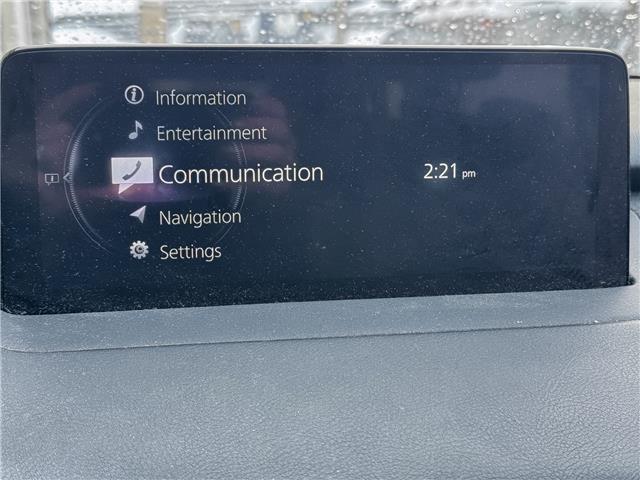 Information
Entertainment
Communication
2:21 pm
Navigation
Settings